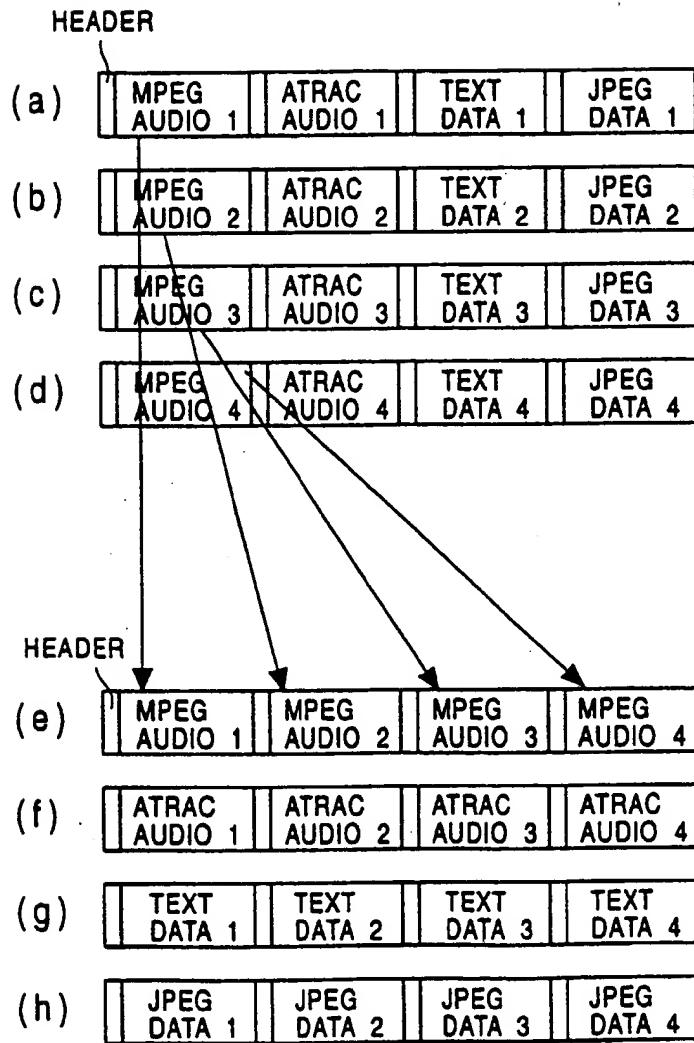 HEADER
(a) MPEG AUDIO 1 ATRAC AUDIO 1 TEXT DATA 1 JPEG DATA 1
(b) MPEG AUDIO 2 ATRAC AUDIO 2 TEXT DATA 2 JPEG DATA 2
(c) MPEG AUDIO 3 ATRAC AUDIO 3 TEXT DATA 3 JPEG DATA 3
(d) MPEG AUDIO 4 ATRAC AUDIO 4 TEXT DATA 4 JPEG DATA 4
HEADER
(e) MPEG AUDIO 1 MPEG AUDIO 2 MPEG AUDIO 3 MPEG AUDIO 4
(f) ATRAC AUDIO 1 ATRAC AUDIO 2 ATRAC AUDIO 3 ATRAC AUDIO 4
(g) TEXT DATA 1 TEXT DATA 2 TEXT DATA 3 TEXT DATA 4
(h) JPEG DATA 1 JPEG DATA 2 JPEG DATA 3 JPEG DATA 4